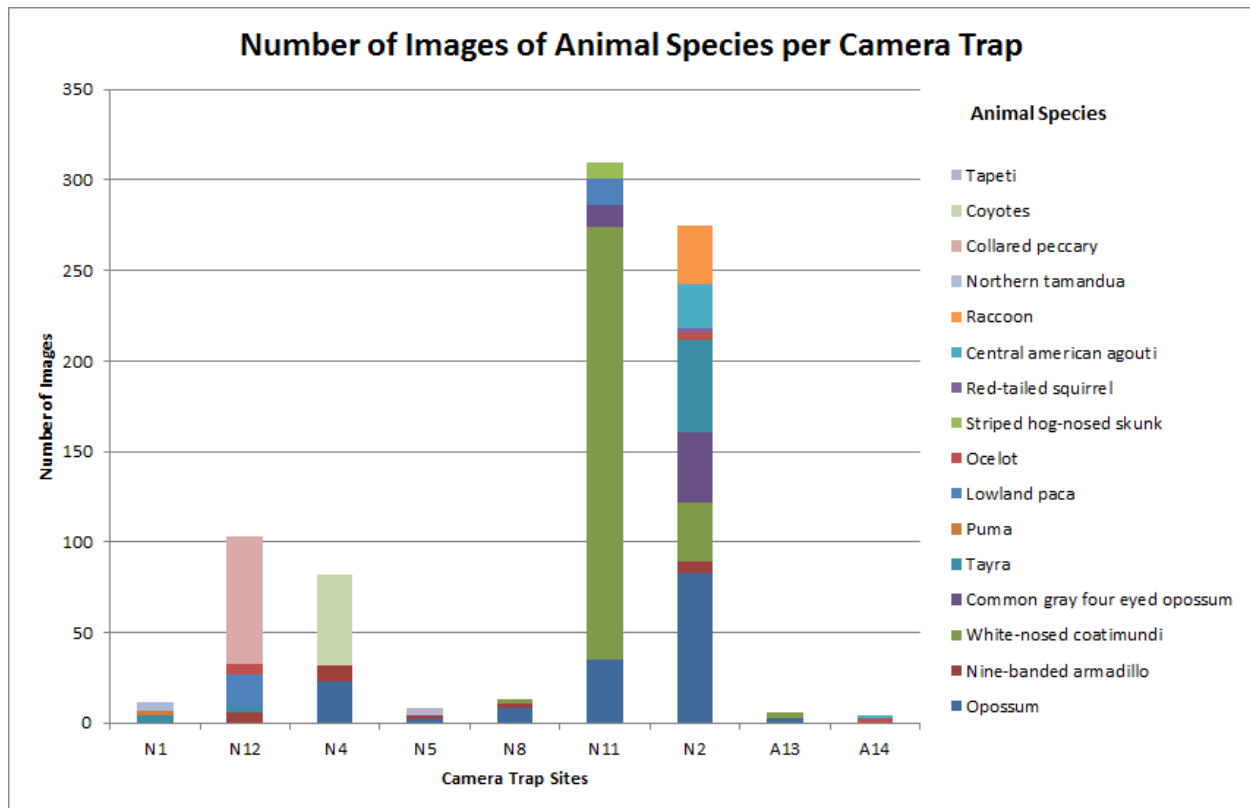 Number of Images of Animal Species per Camera Trap
350
300
250
200
150
100
50
0
Number of Images
N1 N12 N4 N5 N8 N11 N2 A13 A14
Camera Trap Sites
Animal Species
Tapeti
Coyotes
Collared peccary
Northern tamandua
Raccoon
Central american agouti
Red-tailed squirrel
Striped hog-nosed skunk
Ocelot
Lowland paca
Puma
Tayra
Common gray four eyed opossum
White-nosed coatimundi
Nine-banded armadillo
Opossum